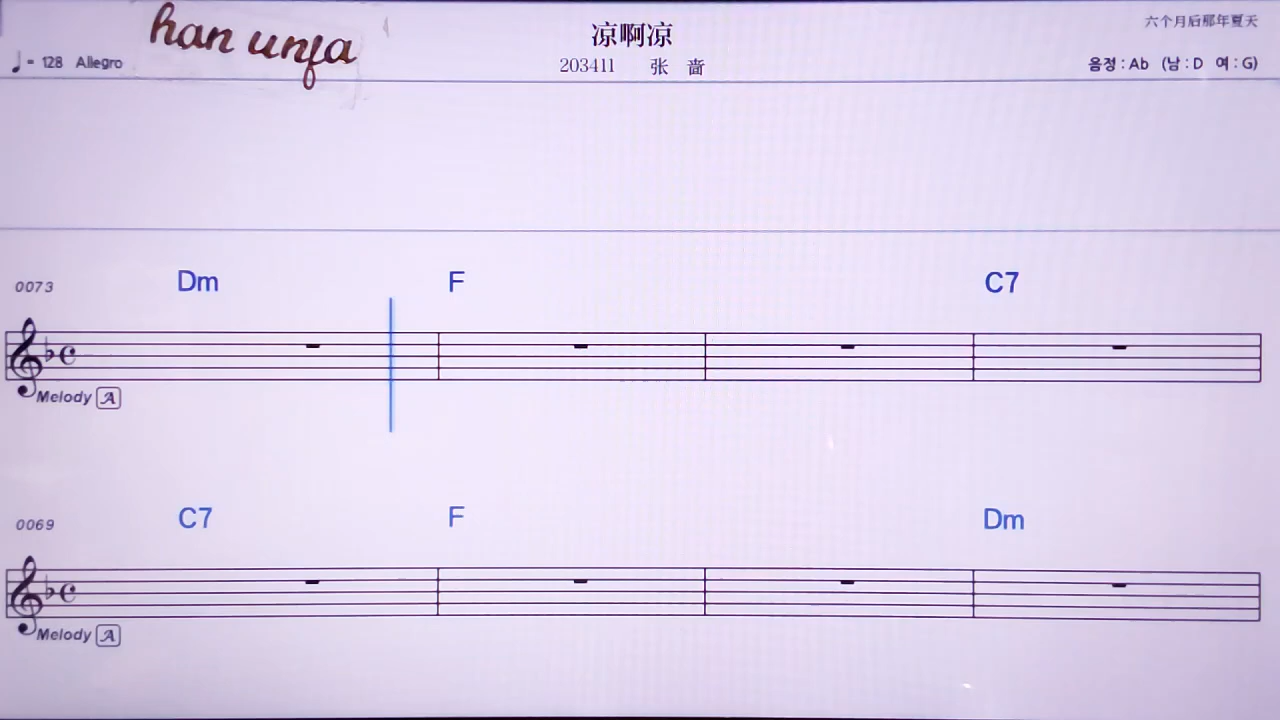 han unfa
凉啊凉
六个月后那年夏天
♩= 128 Allegro
203411 张 啬
음정 : Ab (남 : D 여 : G)
0073 Dm F C7
Melody A
0069 C7 F Dm
Melody A